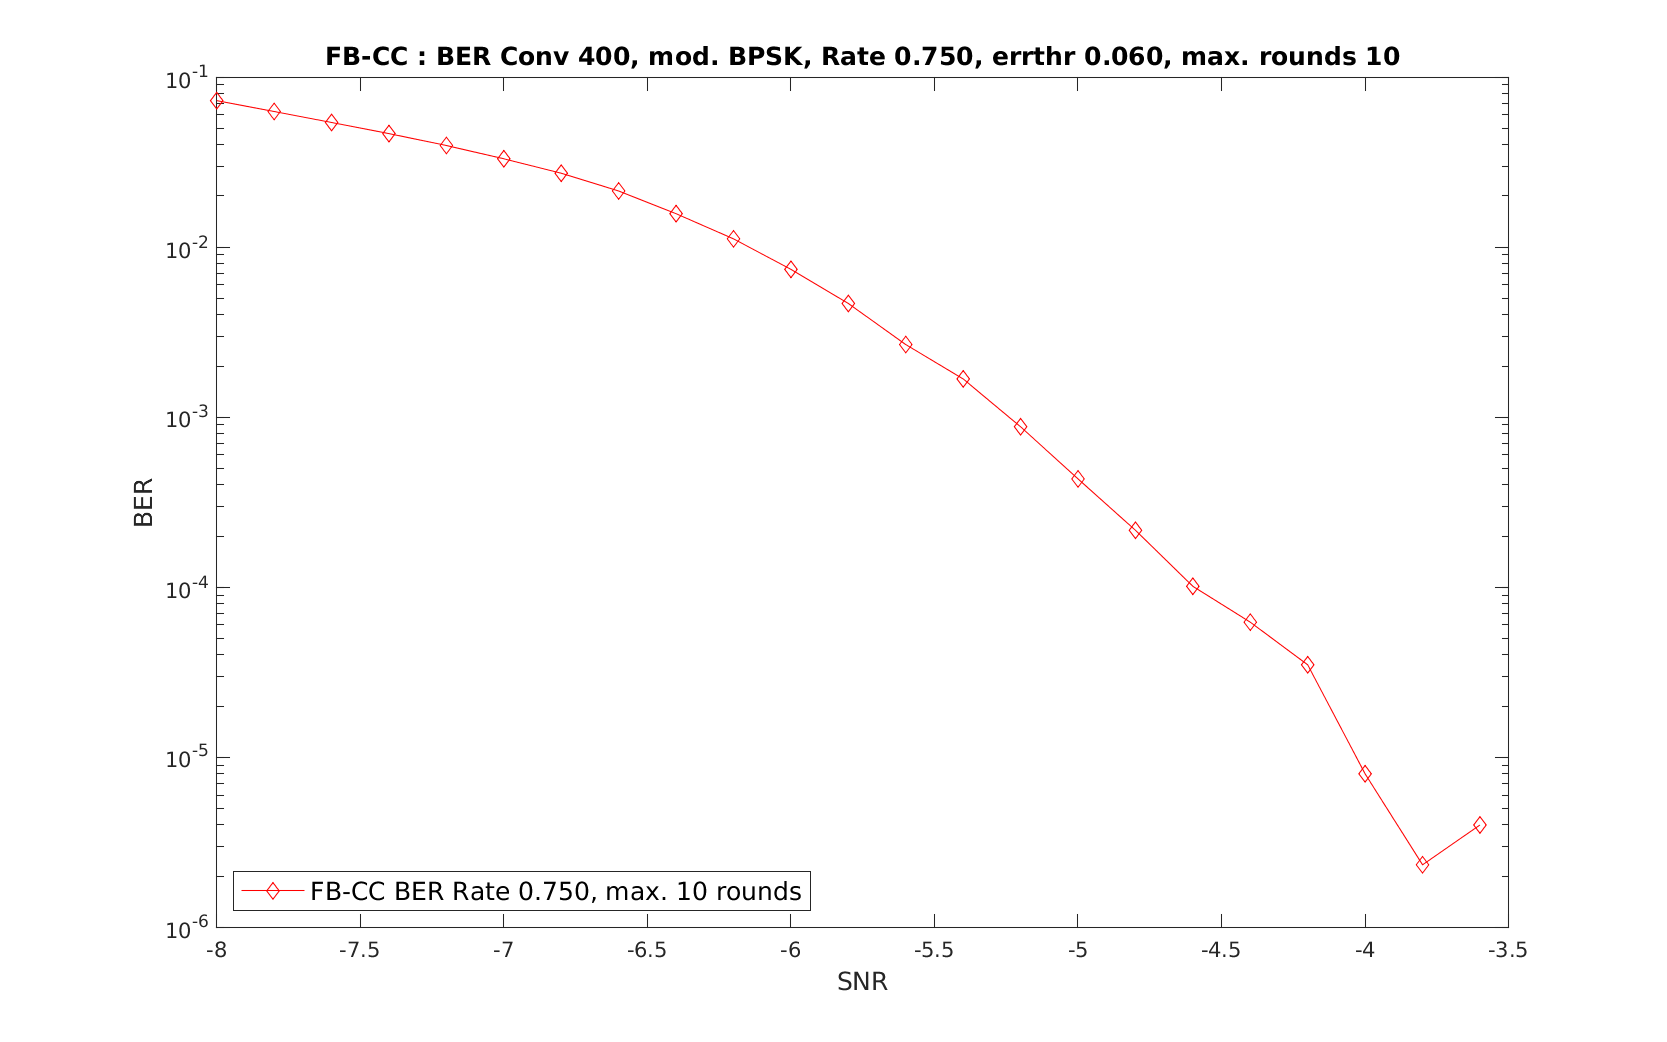 FB-CC : BER Conv 400, mod. BPSK, Rate 0.750, errthr 0.060, max. rounds 10
10^-1
10^-2
10^-3
10^-4
10^-5
10^-6
BER
FB-CC BER Rate 0.750, max. 10 rounds
-8 -7.5 -7 -6.5 -6 -5.5 -5 -4.5 -4 -3.5
SNR